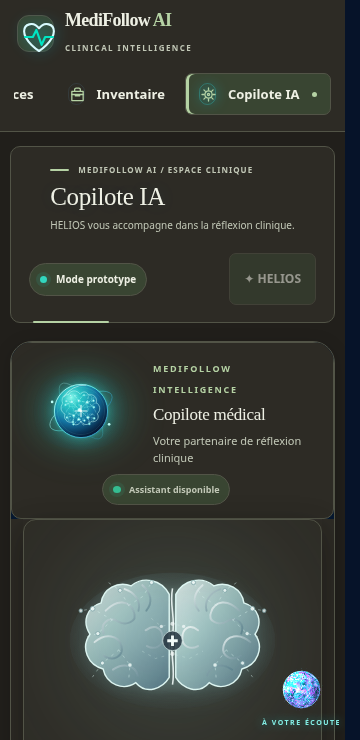 MediFollow AI
CLINICAL INTELLIGENCE
ces Inventaire Copilote IA
MEDIFOLLOW AI / ESPACE CLINIQUE
Copilote IA
HELIOS vous accompagne dans la réflexion clinique.
Mode prototype
✦ HELIOS
MEDIFOLLOW
INTELLIGENCE
Copilote médical
Votre partenaire de réflexion
clinique
Assistant disponible
À VOTRE ÉCOUTE